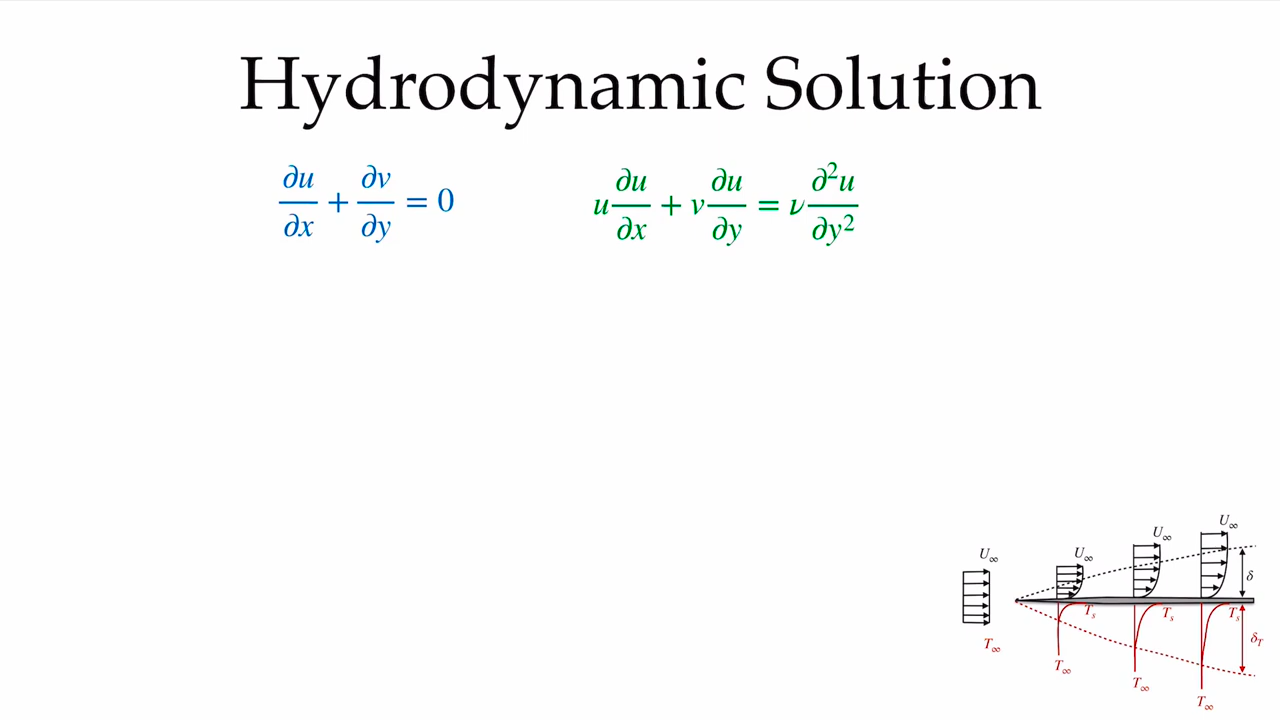 Hydrodynamic Solution
∂u/∂x + ∂v/∂y = 0
u ∂u/∂x + v ∂u/∂y = ν ∂²u/∂y²
U∞
U∞
U∞
U∞
δ
T∞
Ts
Ts
Ts
δT
T∞
T∞
T∞